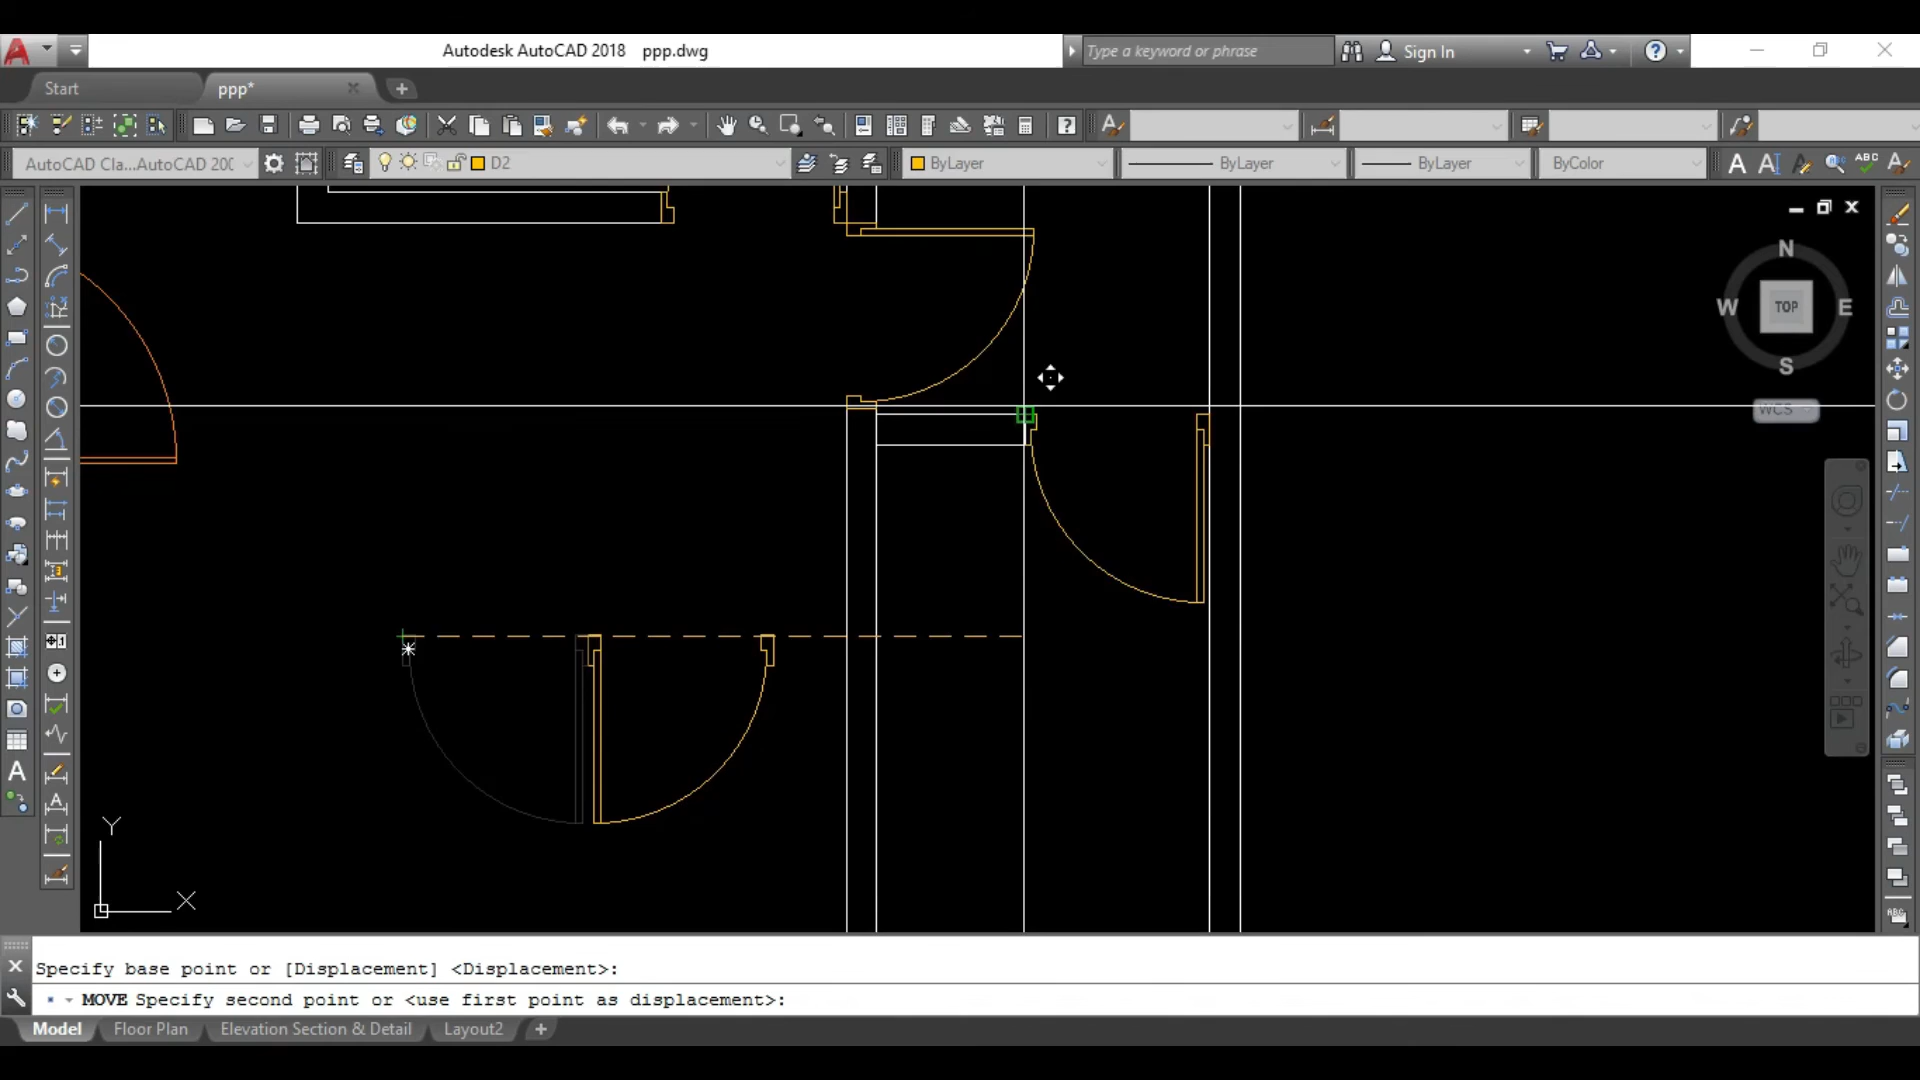 Autodesk AutoCAD 2018 ppp.dwg
Type a keyword or phrase
Sign In
Start
ppp*
AutoCAD Cla...AutoCAD 200
D2
ByLayer
ByLayer
ByLayer
ByColor
N
W
TOP
E
S
WCS
Y
X
Specify base point or [Displacement] <Displacement>:
MOVE Specify second point or <use first point as displacement>:
Model
Floor Plan
Elevation Section & Detail
Layout2